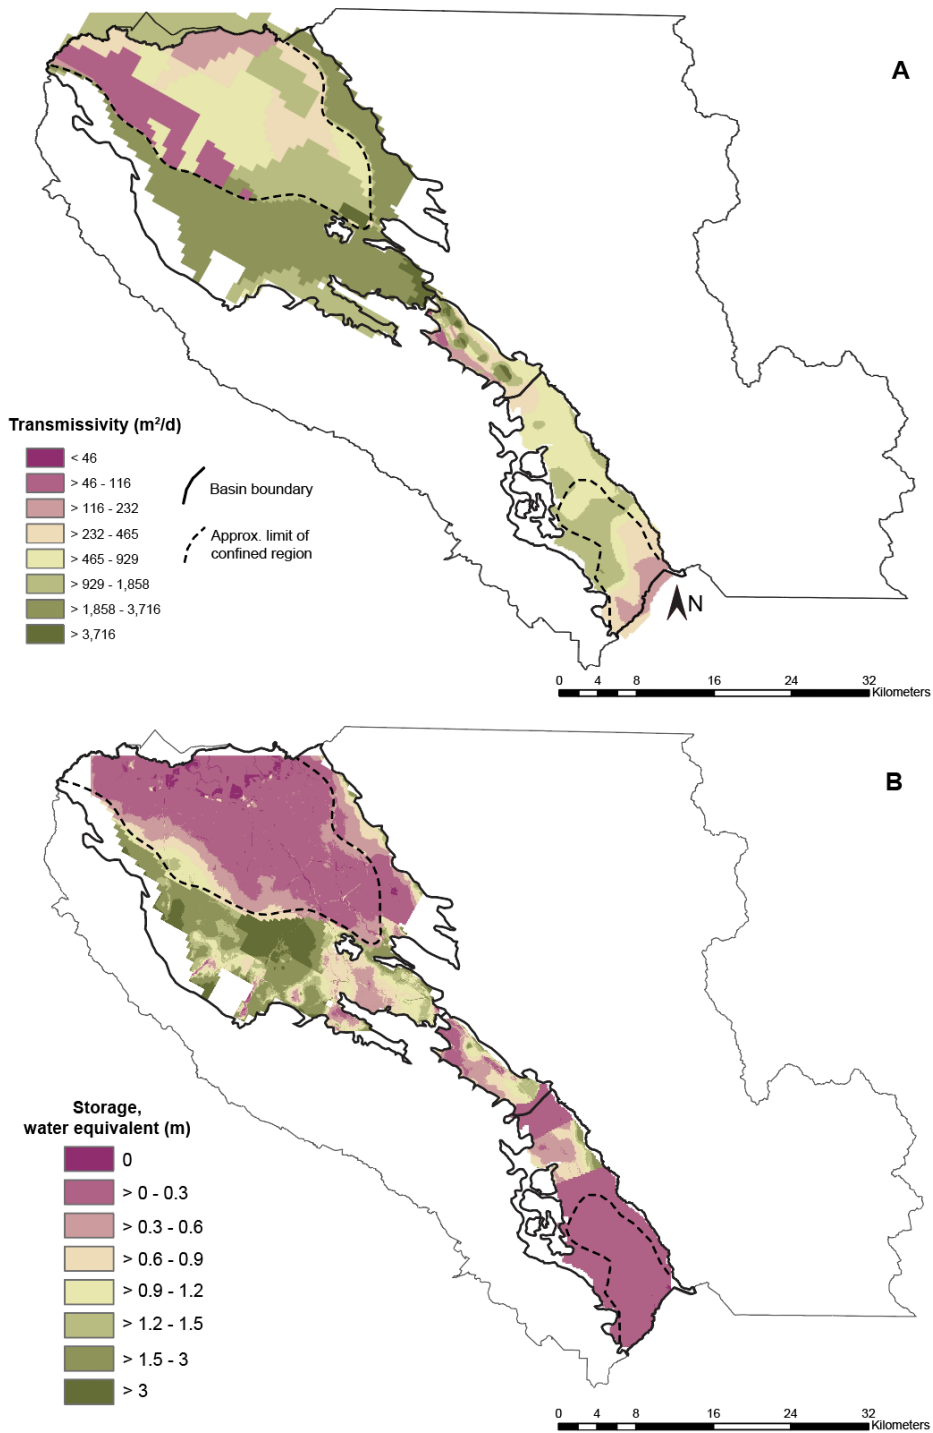 A
Transmissivity (m²/d)
< 46
> 46 - 116
> 116 - 232
> 232 - 465
> 465 - 929
> 929 - 1,858
> 1,858 - 3,716
> 3,716
Basin boundary
Approx. limit of
confined region
N
0 4 8 16 24 32
Kilometers
B
Storage,
water equivalent (m)
0
> 0 - 0.3
> 0.3 - 0.6
> 0.6 - 0.9
> 0.9 - 1.2
> 1.2 - 1.5
> 1.5 - 3
> 3
0 4 8 16 24 32
Kilometers